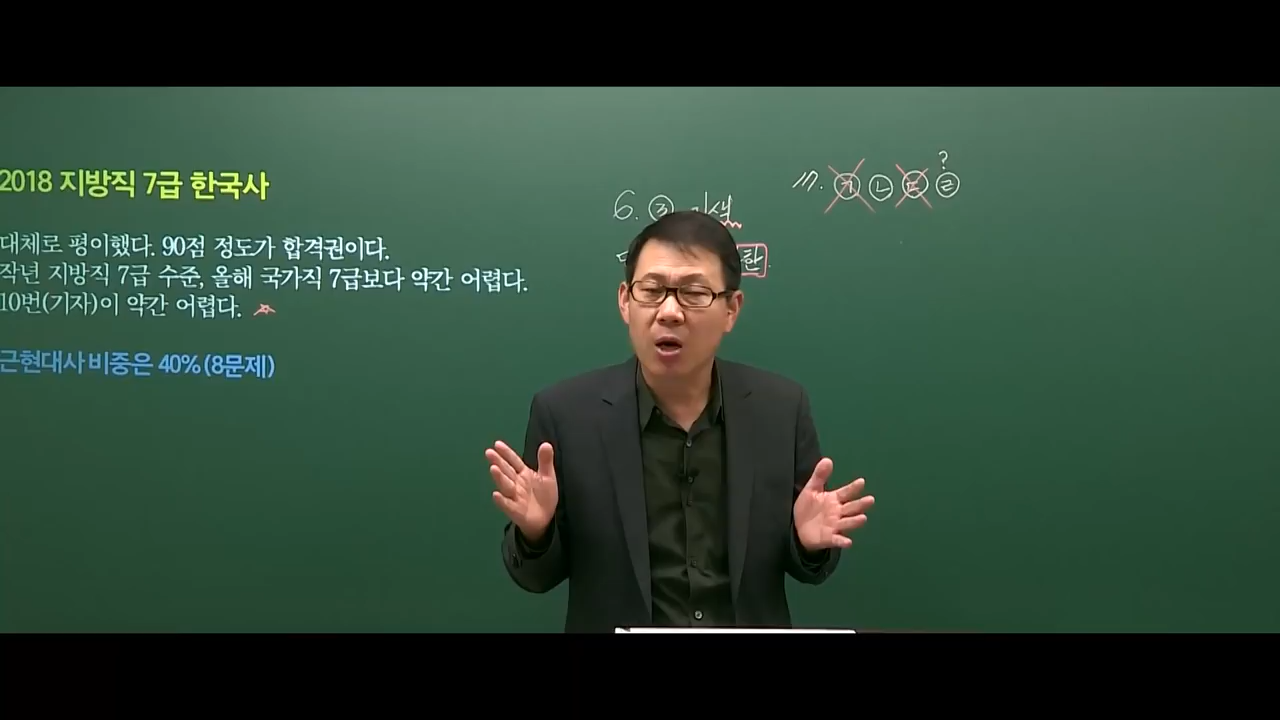 2018 지방직 7급 한국사
대체로 평이했다. 90점 정도가 합격권이다.
작년 지방직 7급 수준, 올해 국가직 7급보다 약간 어렵다.
10번(기자)이 약간 어렵다.
근현대사 비중은 40% (8문제)
6. ③
한
17. ㉠ ㉡ ㉢ ㉣
?